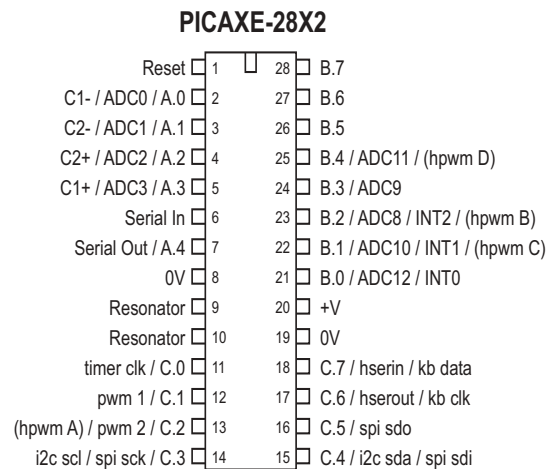 PICAXE-28X2
Reset 1 28 B.7
C1- / ADC0 / A.0 2 27 B.6
C2- / ADC1 / A.1 3 26 B.5
C2+ / ADC2 / A.2 4 25 B.4 / ADC11 / (hpwm D)
C1+ / ADC3 / A.3 5 24 B.3 / ADC9
Serial In 6 23 B.2 / ADC8 / INT2 / (hpwm B)
Serial Out / A.4 7 22 B.1 / ADC10 / INT1 / (hpwm C)
0V 8 21 B.0 / ADC12 / INT0
Resonator 9 20 +V
Resonator 10 19 0V
timer clk / C.0 11 18 C.7 / hserin / kb data
pwm 1 / C.1 12 17 C.6 / hserout / kb clk
(hpwm A) / pwm 2 / C.2 13 16 C.5 / spi sdo
i2c scl / spi sck / C.3 14 15 C.4 / i2c sda / spi sdi